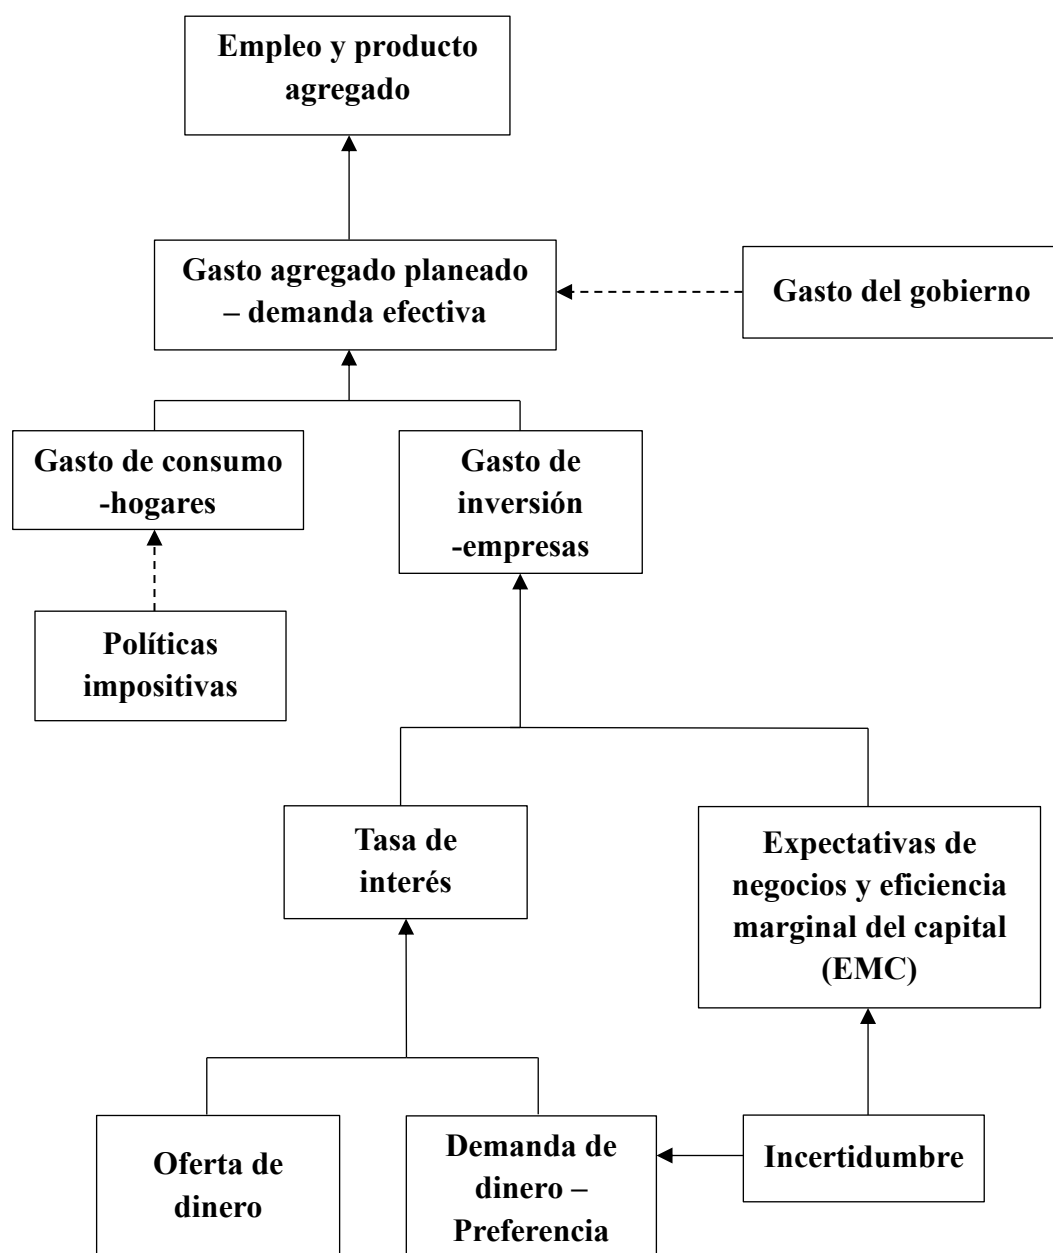 Empleo y producto
agregado
Gasto agregado planeado
– demanda efectiva
Gasto del gobierno
Gasto de consumo
-hogares
Gasto de
inversión
-empresas
Políticas
impositivas
Tasa de
interés
Expectativas de
negocios y eficiencia
marginal del capital
(EMC)
Oferta de
dinero
Demanda de
dinero –
Preferencia
Incertidumbre